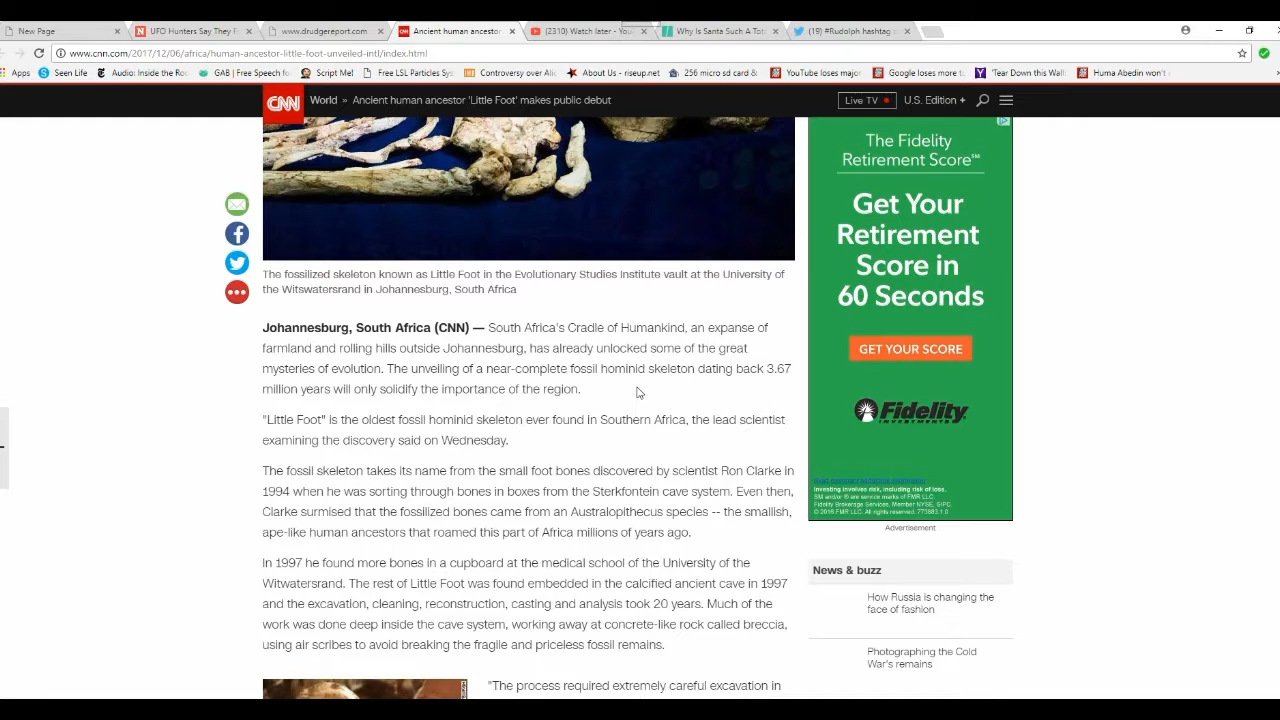 New Page
UFO Hunters Say They F
www.drudgereport.com
Ancient human ancestor
(2310) Watch later - You
Why Is Santa Such A Tot
(19) #Rudolph hashtag
www.cnn.com/2017/12/06/africa/human-ancestor-little-foot-unveiled-intl/index.html
Apps
Seen Life
Audio: Inside the Roo
GAB | Free Speech fo
Script Me!
Free LSL Particles Sys
Controversy over Ali
About Us - riseup.net
256 micro sd card &
YouTube loses major
Google loses more t
'Tear Down this Wall
Huma Abedin won't
CNN
World » Ancient human ancestor 'Little Foot' makes public debut
Live TV
U.S. Edition +
The fossilized skeleton known as Little Foot in the Evolutionary Studies Institute vault at the University of
the Witswatersrand in Johannesburg, South Africa
Johannesburg, South Africa (CNN) — South Africa's Cradle of Humankind, an expanse of
farmland and rolling hills outside Johannesburg, has already unlocked some of the great
mysteries of evolution. The unveiling of a near-complete fossil hominid skeleton dating back 3.67
million years will only solidify the importance of the region.
"Little Foot" is the oldest fossil hominid skeleton ever found in Southern Africa, the lead scientist
examining the discovery said on Wednesday.
The fossil skeleton takes its name from the small foot bones discovered by scientist Ron Clarke in
1994 when he was sorting through bones in boxes from the Sterkfontein cave system. Even then,
Clarke surmised that the fossilized bones came from an Australopithecus species -- the smallish,
ape-like human ancestors that roamed this part of Africa millions of years ago.
In 1997 he found more bones in a cupboard at the medical school of the University of the
Witwatersrand. The rest of Little Foot was found embedded in the calcified ancient cave in 1997
and the excavation, cleaning, reconstruction, casting and analysis took 20 years. Much of the
work was done deep inside the cave system, working away at concrete-like rock called breccia,
using air scribes to avoid breaking the fragile and priceless fossil remains.
"The process required extremely careful excavation in
The Fidelity
Retirement Score℠
Get Your
Retirement
Score in
60 Seconds
GET YOUR SCORE
Fidelity
INVESTMENTS
Investing involves risk, including risk of loss.
SM and/or ® are service marks of FMR LLC.
Fidelity Brokerage Services, Member NYSE, SIPC.
© 2016 FMR LLC. All rights reserved. 773883.1.0
Advertisement
News & buzz
How Russia is changing the
face of fashion
Photographing the Cold
War's remains